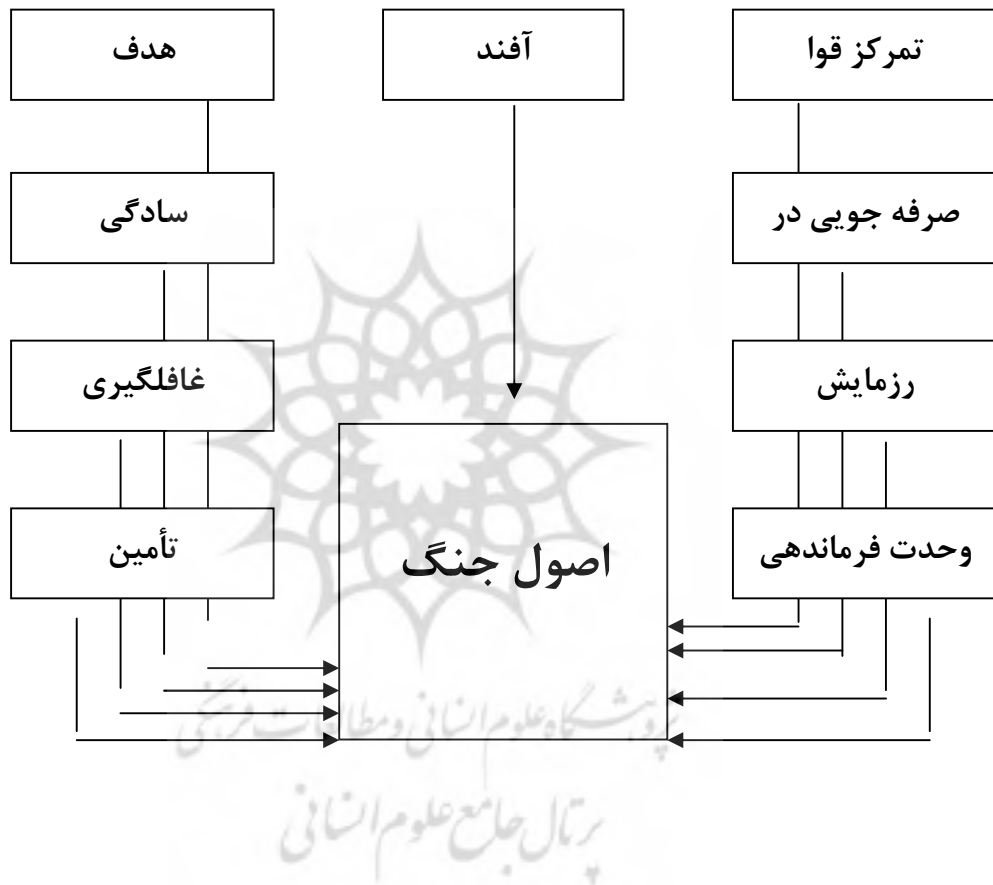 تمرکز قوا
آفند
هدف
صرفه جویی در
سادگی
رزمایش
غافلگیری
وحدت فرماندهی
تأمین
اصول جنگ
پژوهشگاه علوم انسانی و مطالعات فرهنگی
پرتال جامع علوم انسانی